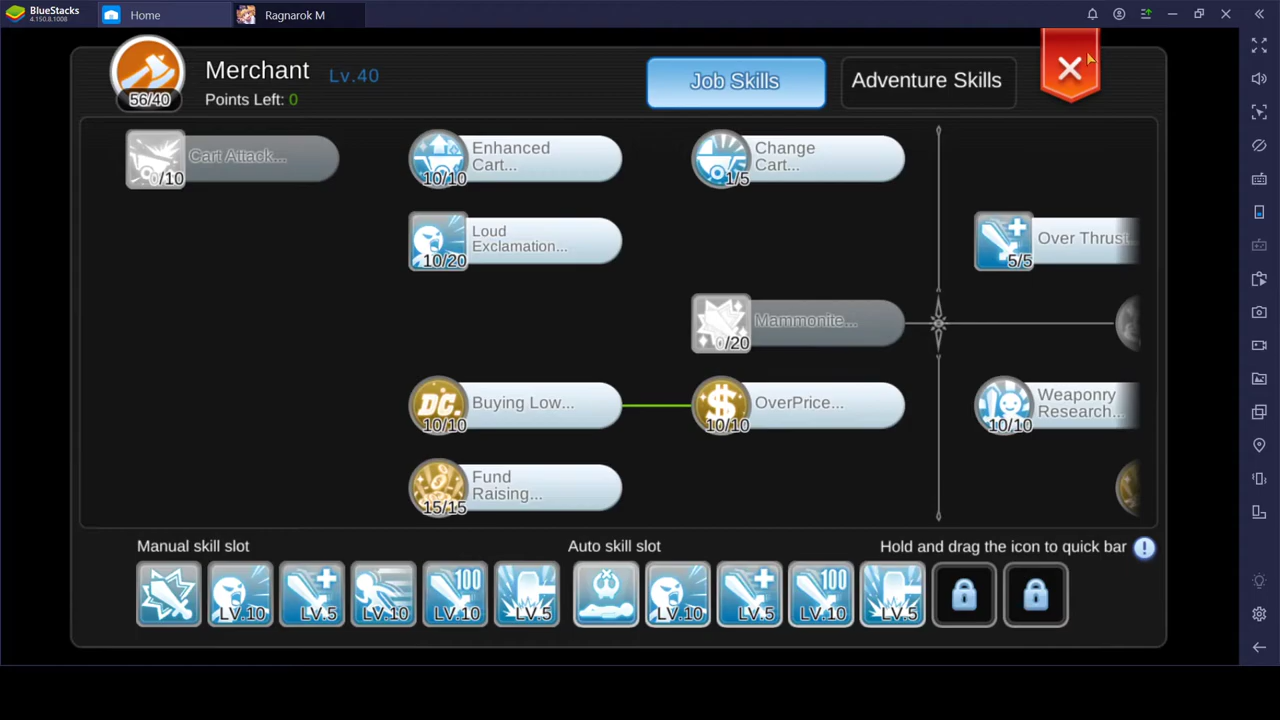 BlueStacks
4.150.8.1008
Home
Ragnarok M
Merchant Lv.40
56/40
Points Left: 0
Job Skills
Adventure Skills
Cart Attack...
0/10
Enhanced
Cart...
10/10
Change
Cart...
1/5
Loud
Exclamation...
10/20
Over Thrust
5/5
Mammonite...
0/20
DC.
Buying Low...
10/10
$
OverPrice...
10/10
Weaponry
Research...
10/10
Fund
Raising...
15/15
Manual skill slot
Auto skill slot
Hold and drag the icon to quick bar
LV.10
LV.5
LV.10
100
LV.10
LV.5
LV.10
LV.5
100
LV.10
LV.5